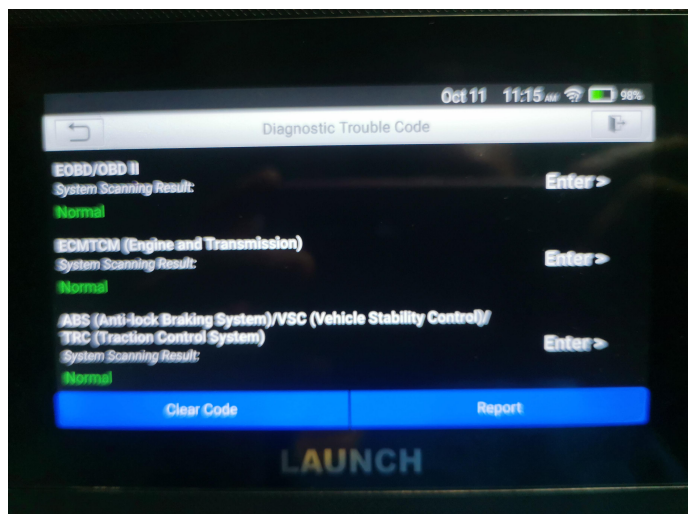 Oct 11 11:15 AM 98%
Diagnostic Trouble Code
EOBD/OBD II
System Scanning Result:
Enter >
Normal
ECMTCM (Engine and Transmission)
System Scanning Result:
Enter >
Normal
ABS (Anti-lock Braking System)/VSC (Vehicle Stability Control)/
TRC (Traction Control System)
Enter >
System Scanning Result:
Normal
Clear Code Report
LAUNCH